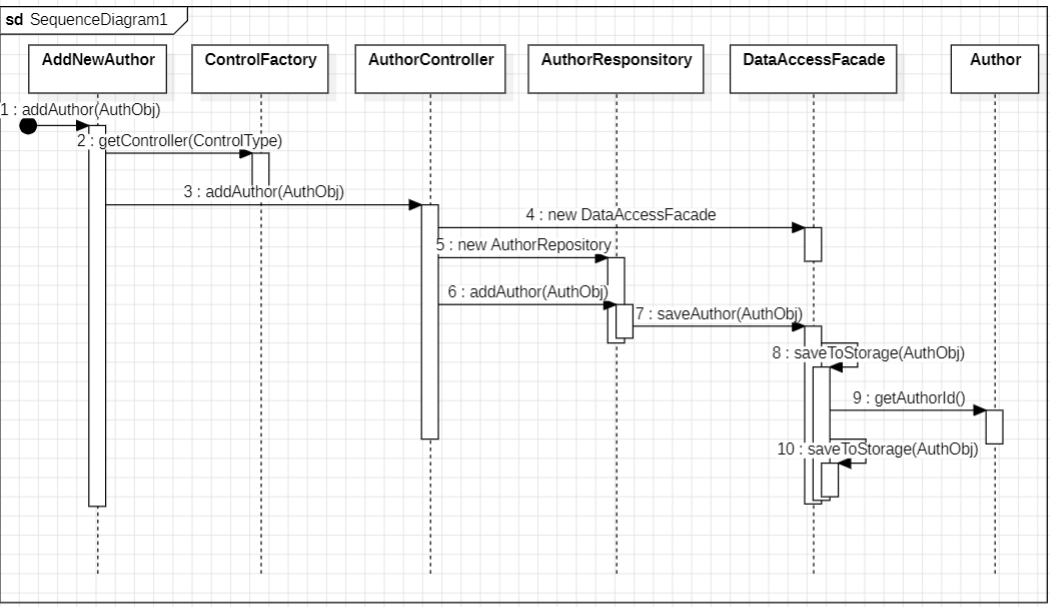 sd SequenceDiagram1
AddNewAuthor
ControlFactory
AuthorController
AuthorResponsitory
DataAccessFacade
Author
1 : addAuthor(AuthObj)
2 : getController(ControlType)
3 : addAuthor(AuthObj)
4 : new DataAccessFacade
5 : new AuthorRepository
6 : addAuthor(AuthObj)
7 : saveAuthor(AuthObj)
8 : saveToStorage(AuthObj)
9 : getAuthorId()
10 : saveToStorage(AuthObj)